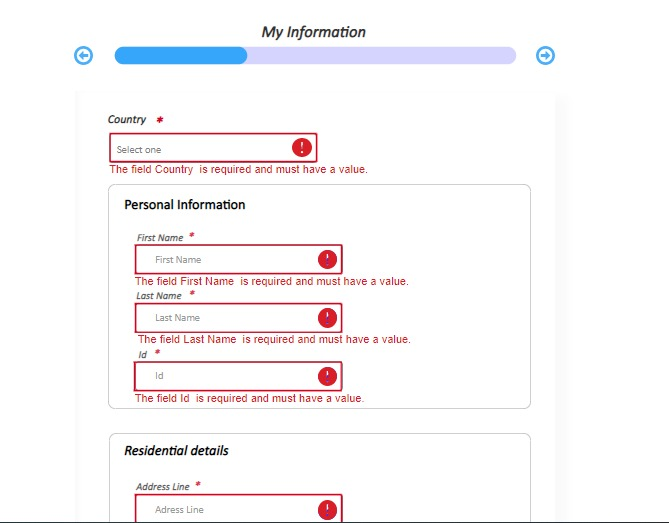 My Information
Country *
Select one
The field Country is required and must have a value.
Personal Information
First Name *
First Name
The field First Name is required and must have a value.
Last Name *
Last Name
The field Last Name is required and must have a value.
Id *
Id
The field Id is required and must have a value.
Residential details
Address Line *
Adress Line